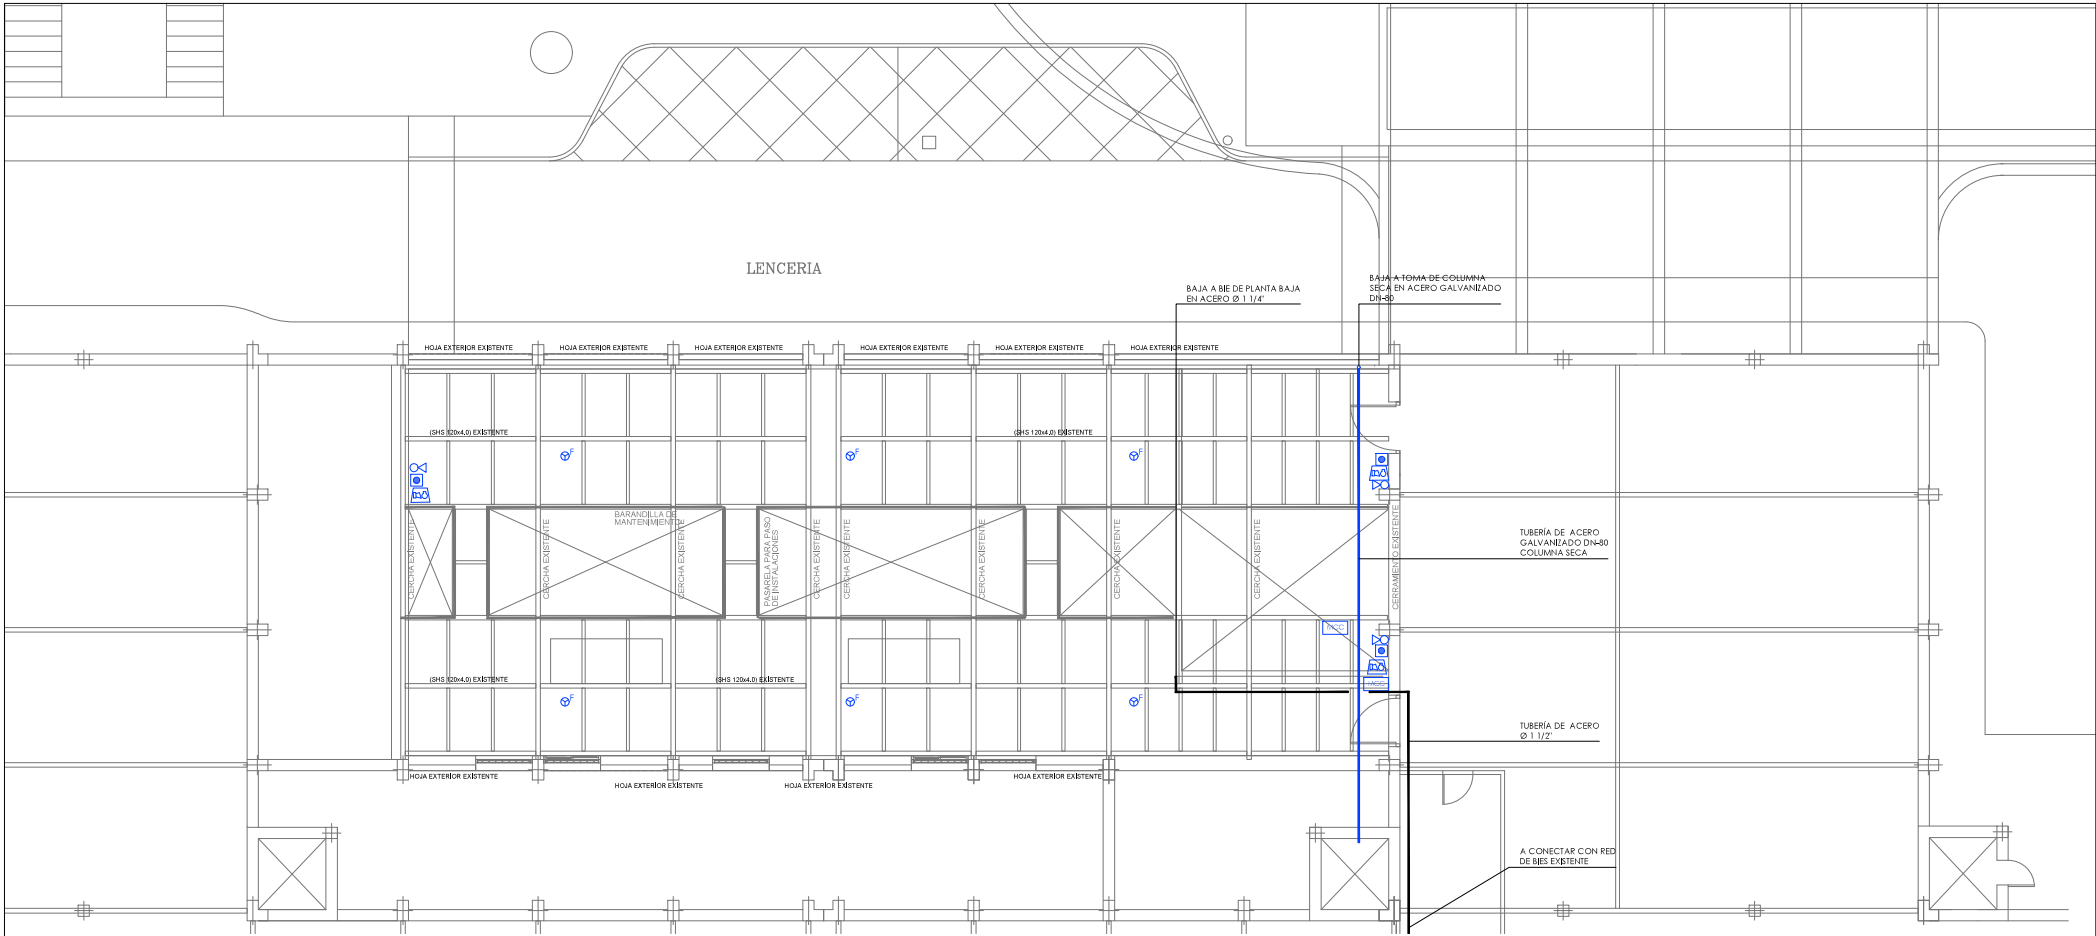 LENCERIA
BAJA A BIE DE PLANTA BAJA
EN ACERO Ø 1 1/4"
BAJA A TOMA DE COLUMNA
SECA EN ACERO GALVANIZADO
DN-80
HOJA EXTERIOR EXISTENTE
HOJA EXTERIOR EXISTENTE
HOJA EXTERIOR EXISTENTE
HOJA EXTERIOR EXISTENTE
HOJA EXTERIOR EXISTENTE
HOJA EXTERIOR EXISTENTE
(SHS 120x4.0) EXISTENTE
(SHS 120x4.0) EXISTENTE
F
F
F
BARANDILLA DE
MANTENIMIENTO
CERCHA EXISTENTE
CERCHA EXISTENTE
CERCHA EXISTENTE
PASARELA PARA PASO
DE INSTALACIONES
CERCHA EXISTENTE
CERCHA EXISTENTE
CERCHA EXISTENTE
CERCHA EXISTENTE
CERCHA EXISTENTE
CERRAMIENTO EXISTENTE
TUBERÍA DE ACERO
GALVANIZADO DN-80
COLUMNA SECA
MCC
(SHS 120x4.0) EXISTENTE
(SHS 120x4.0) EXISTENTE
MCC
F
F
F
TUBERÍA DE ACERO
Ø 1 1/2"
HOJA EXTERIOR EXISTENTE
HOJA EXTERIOR EXISTENTE
HOJA EXTERIOR EXISTENTE
HOJA EXTERIOR EXISTENTE
A CONECTAR CON RED
DE BIES EXISTENTE